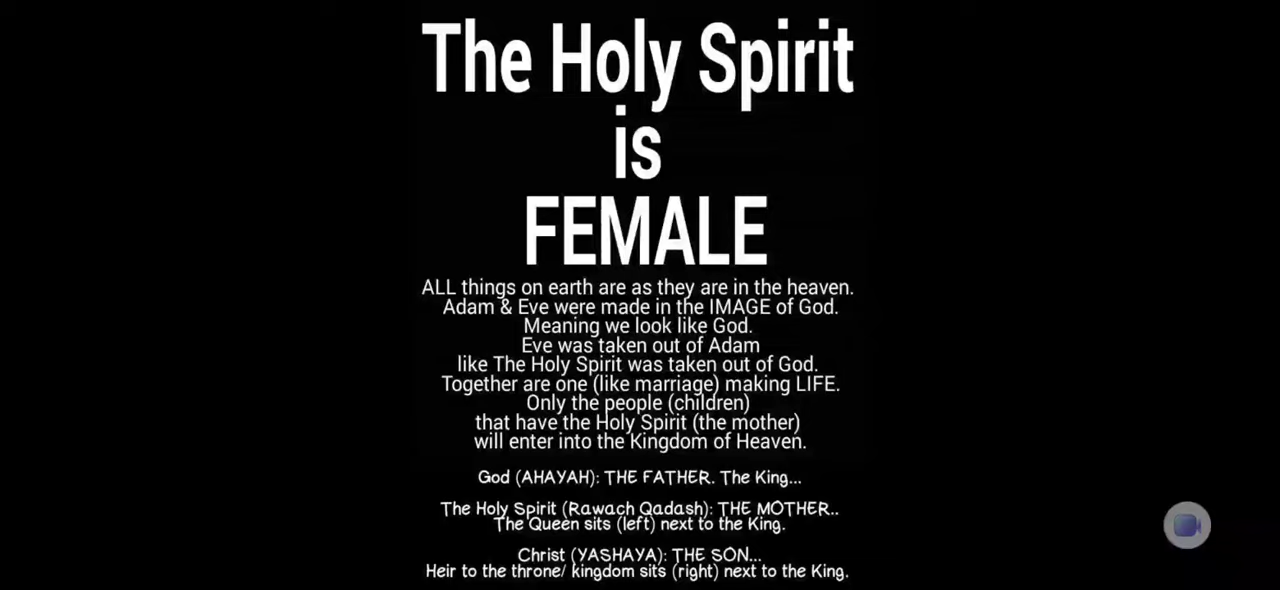 The Holy Spirit
is
FEMALE
ALL things on earth are as they are in the heaven.
Adam & Eve were made in the IMAGE of God.
Meaning we look like God.
Eve was taken out of Adam
like The Holy Spirit was taken out of God.
Together are one (like marriage) making LIFE.
Only the people (children)
that have the Holy Spirit (the mother)
will enter into the Kingdom of Heaven.
God (AHAYAH): THE FATHER. The King...
The Holy Spirit (Rawach Qadash): THE MOTHER..
The Queen sits (left) next to the King.
Christ (YASHAYA): THE SON...
Heir to the throne/ kingdom sits (right) next to the King.